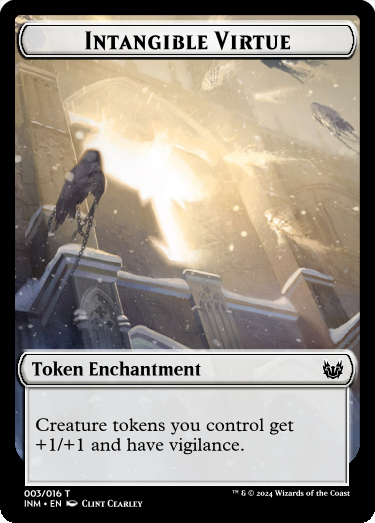 Intangible Virtue
Token Enchantment
Creature tokens you control get
+1/+1 and have vigilance.
003/016 T
INM • EN Clint Cearley
™ & © 2024 Wizards of the Coast